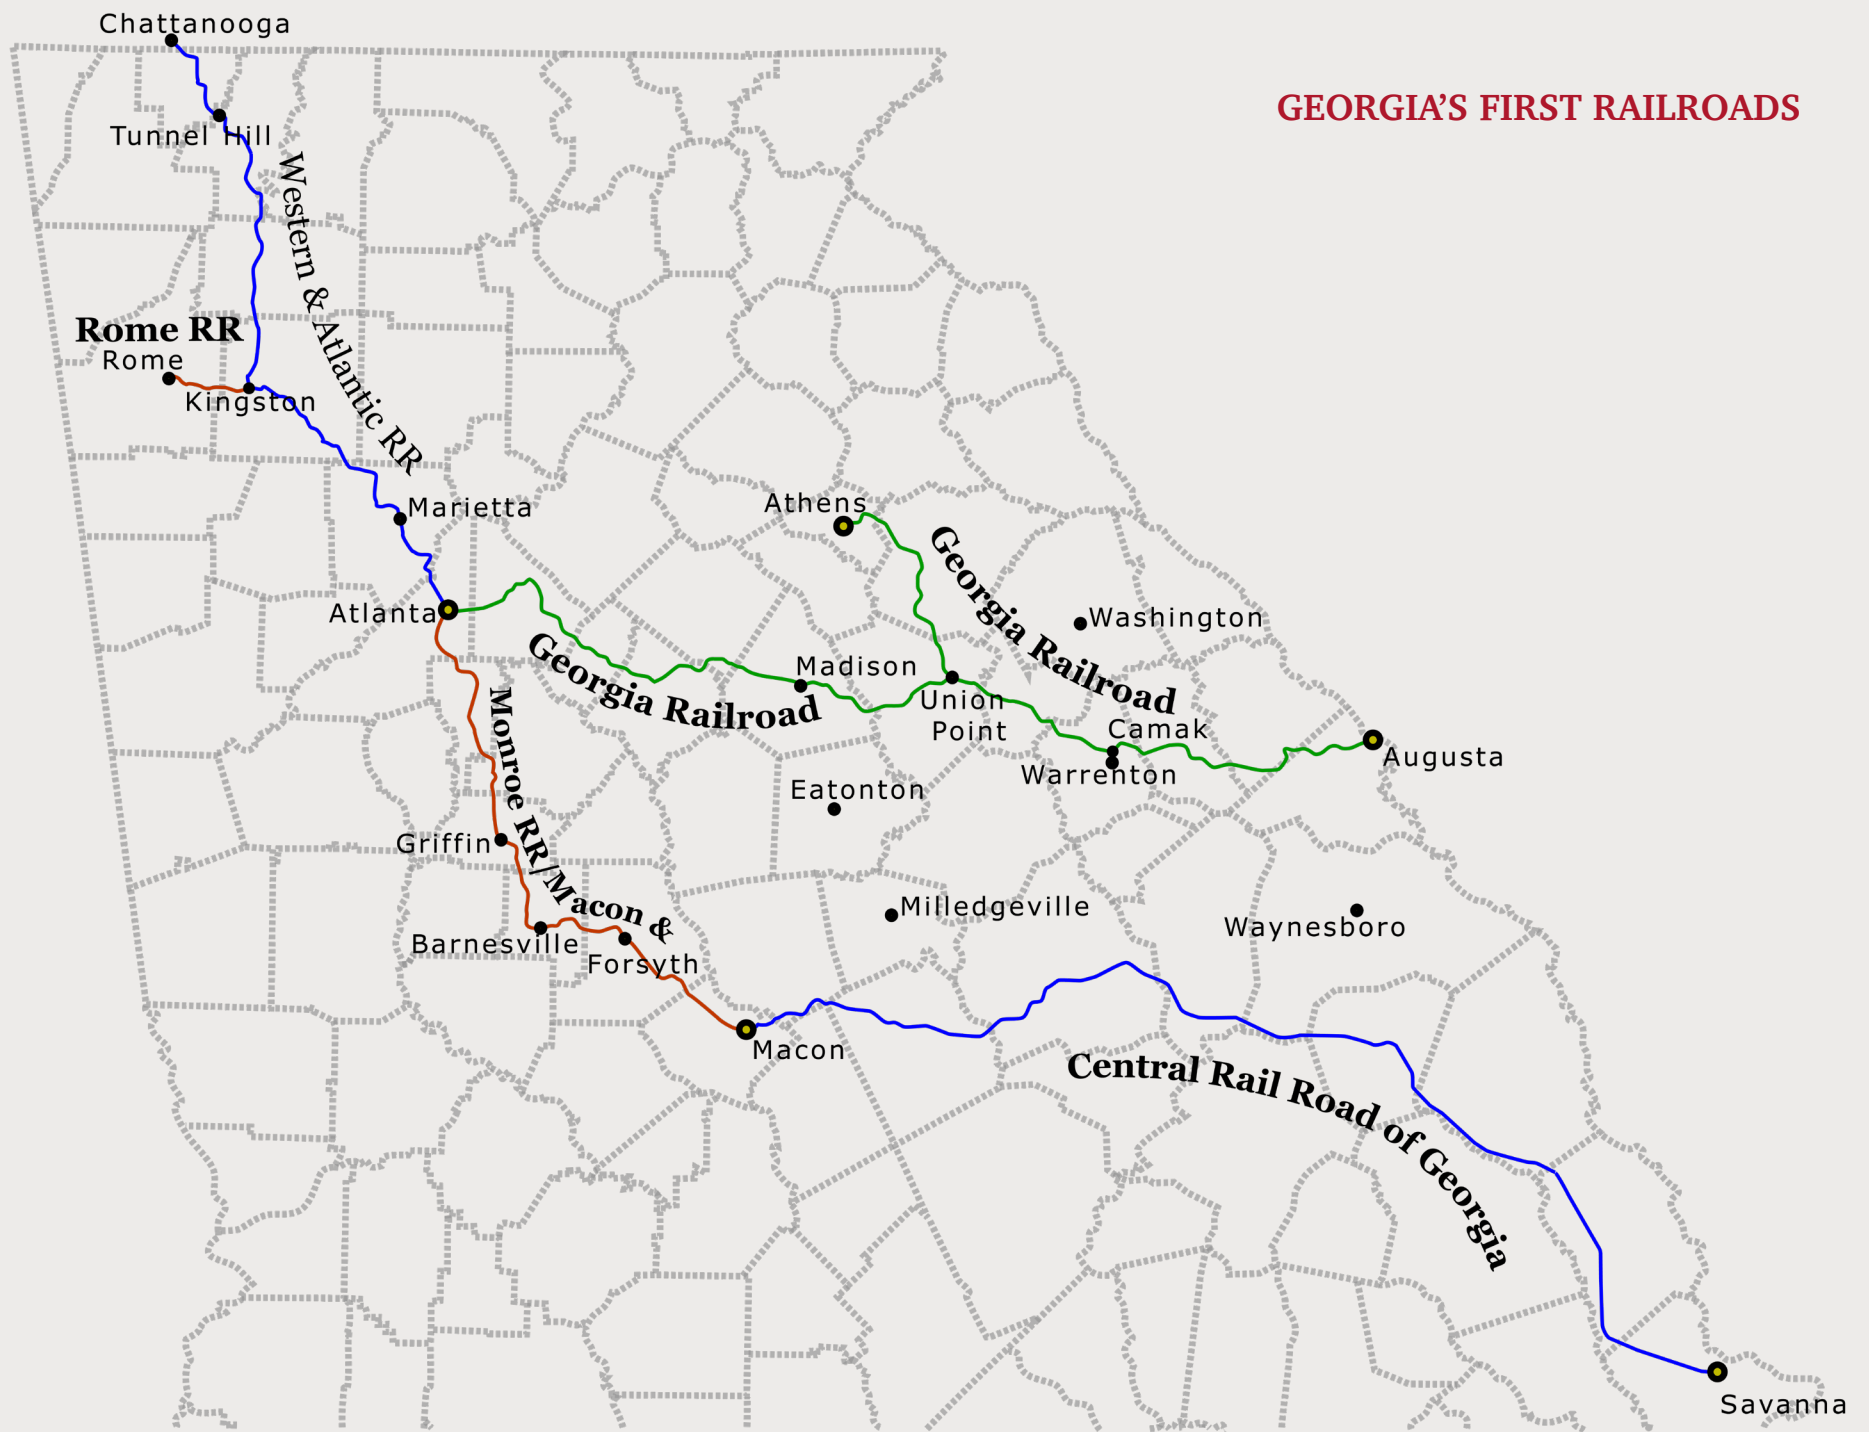 Chattanooga
GEORGIA'S FIRST RAILROADS
Tunnel Hill
Western & Atlantic RR
Rome RR
Rome
Kingston
Marietta
Athens
Georgia Railroad
Atlanta
Washington
Georgia Railroad
Madison
Union
Point
Camak
Augusta
Warrenton
Monroe RR/Macon &
Eatonton
Griffin
Milledgeville
Waynesboro
Barnesville
Forsyth
Macon
Central Rail Road of Georgia
Savanna